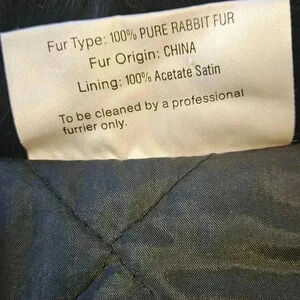 Fur Type: 100% PURE RABBIT FUR
Fur Origin: CHINA
Lining: 100% Acetate Satin
To be cleaned by a professional
furrier only.